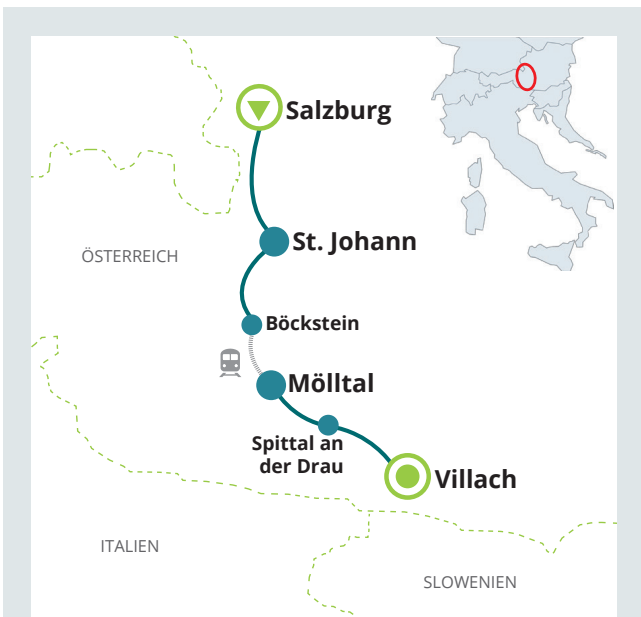 Salzburg
St. Johann
ÖSTERREICH
Böckstein
Mölltal
Spittal an
der Drau
Villach
ITALIEN
SLOWENIEN